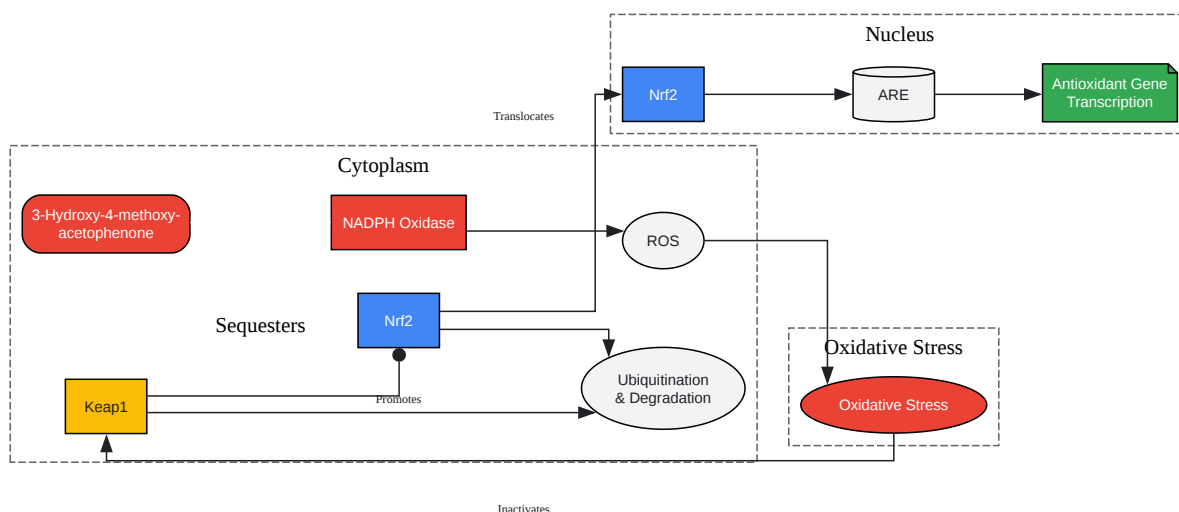 Nucleus
Nrf2
ARE
Antioxidant Gene
Transcription
Translocates
Cytoplasm
3-Hydroxy-4-methoxy-
acetophenone
NADPH Oxidase
ROS
Sequesters
Nrf2
Oxidative Stress
Ubiquitination
& Degradation
Keap1
Promotes
Oxidative Stress
Inactivates